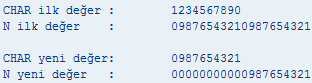 CHAR ilk değer : 1234567890
N ilk değer : 09876543210987654321
CHAR yeni değer: 0987654321
N yeni değer : 00000000000987654321